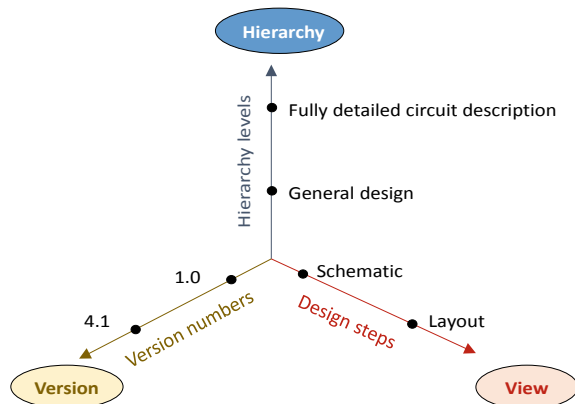 Hierarchy
Fully detailed circuit description
Hierarchy levels
General design
1.0
Schematic
4.1
Version numbers
Design steps
Layout
Version
View